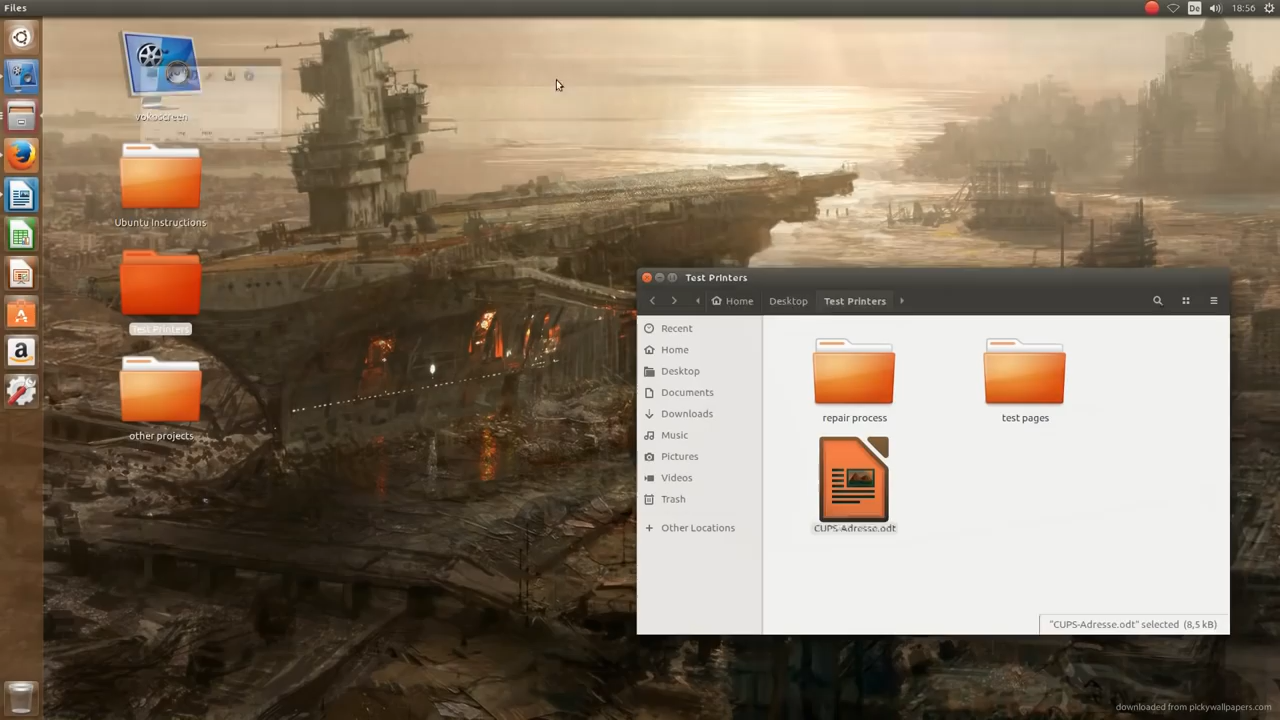 Files
De
18:56
vokoscreen
Ubuntu Instructions
Test Printers
other projects
Test Printers
Home
Desktop
Test Printers
Recent
Home
Desktop
Documents
Downloads
Music
Pictures
Videos
Trash
Other Locations
repair process
test pages
CUPS-Adresse.odt
"CUPS-Adresse.odt" selected (8,5 kB)
downloaded from pickywallpapers.com